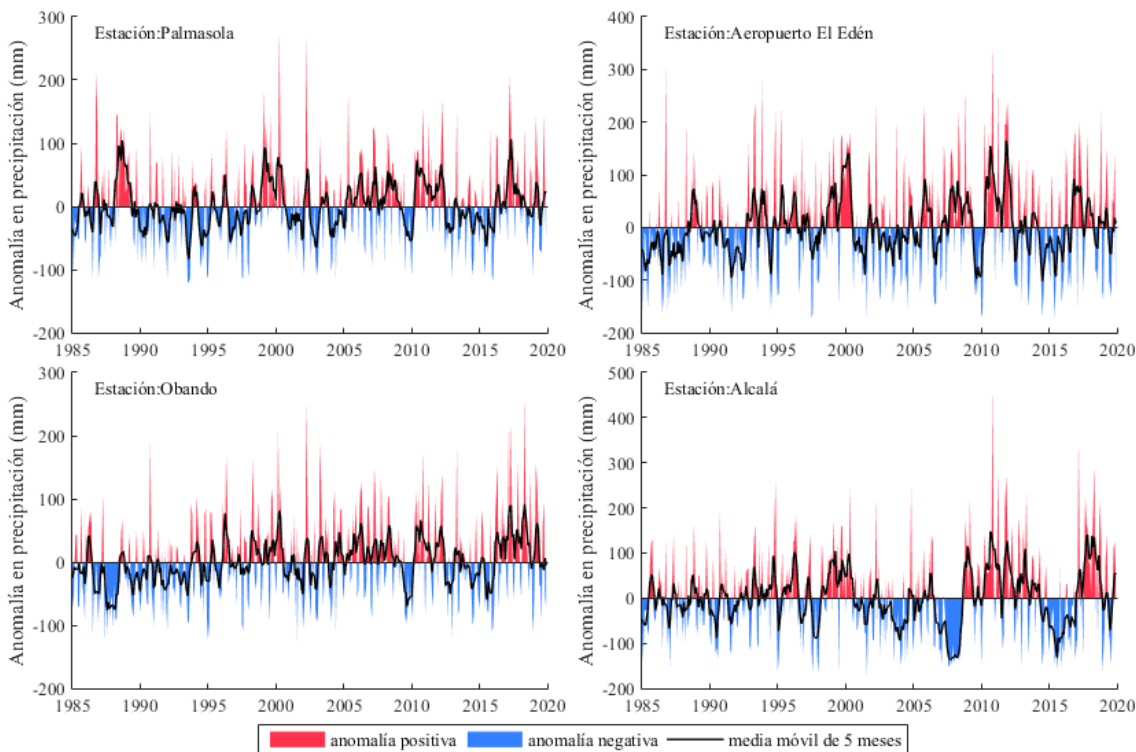 Estación:Palmasola
Anomalía en precipitación (mm)
300
200
100
0
-100
-200
1985 1990 1995 2000 2005 2010 2015 2020
Estación:Aeropuerto El Edén
Anomalía en precipitación (mm)
400
300
200
100
0
-100
-200
1985 1990 1995 2000 2005 2010 2015 2020
Estación:Obando
Anomalía en precipitación (mm)
300
200
100
0
-100
-200
1985 1990 1995 2000 2005 2010 2015 2020
Estación:Alcalá
Anomalía en precipitación (mm)
500
400
300
200
100
0
-100
-200
1985 1990 1995 2000 2005 2010 2015 2020
anomalía positiva anomalía negativa media móvil de 5 meses